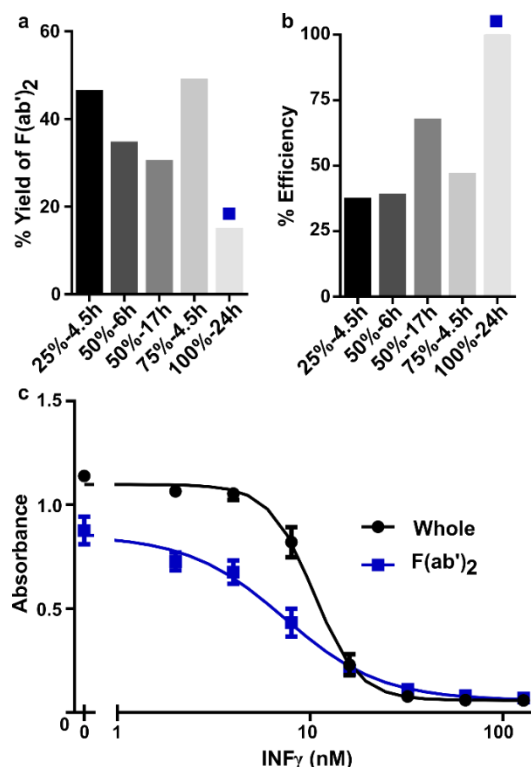 a
% Yield of F(ab')2
60
40
20
0
25%-4.5h
50%-6h
50%-17h
75%-4.5h
100%-24h
b
% Efficiency
100
75
50
25
0
25%-4.5h
50%-6h
50%-17h
75%-4.5h
100%-24h
c
Absorbance
1.5
1.0
0.5
0
Whole
F(ab')2
0
1
10
100
INFγ (nM)